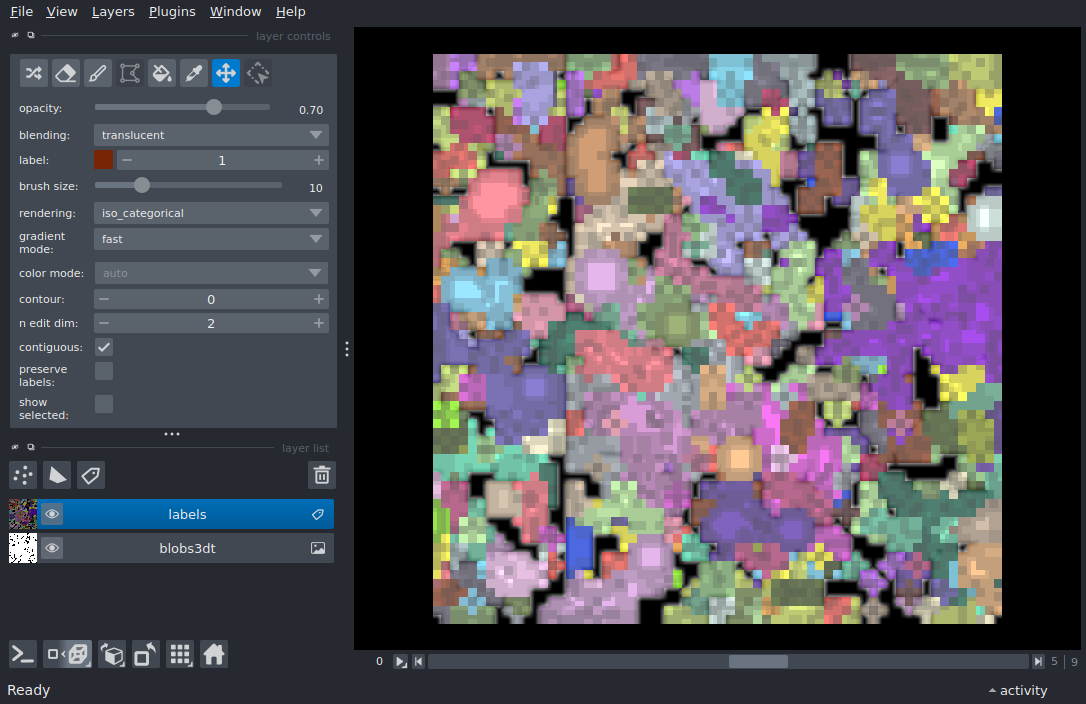 File View Layers Plugins Window Help
layer controls
opacity: 0.70
blending: translucent
label: 1
brush size: 10
rendering: iso_categorical
gradient
mode: fast
color mode: auto
contour: 0
n edit dim: 2
contiguous:
preserve
labels:
show
selected:
layer list
labels
blobs3dt
0 5 9
Ready activity